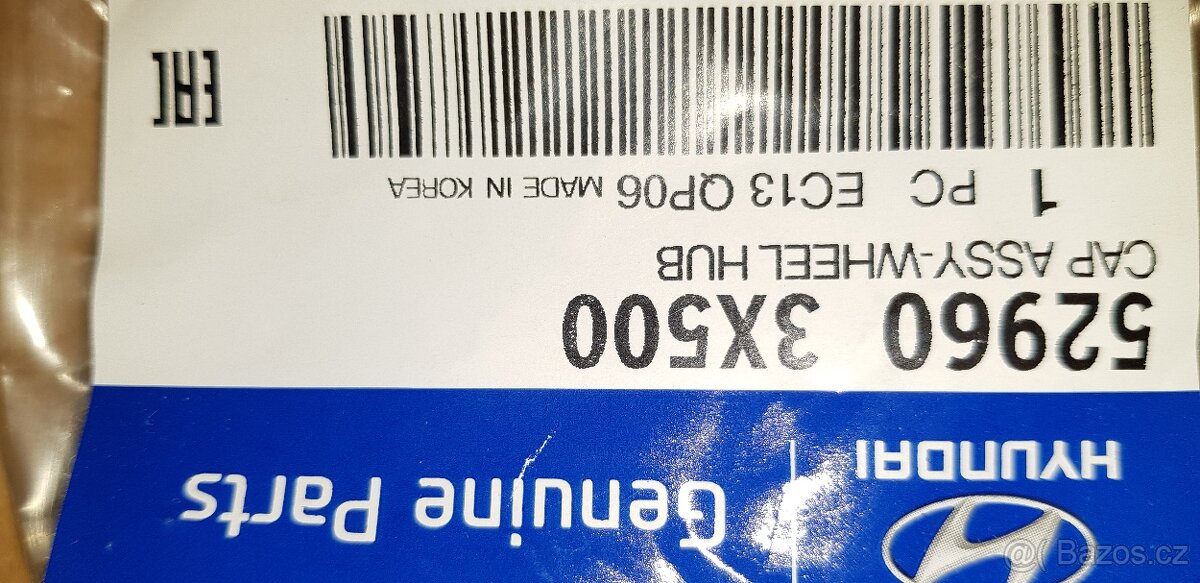 HYUNDAI
Genuine Parts
52960 3X500
CAP ASSY-WHEEL HUB
1 PC EC13 QP06 MADE IN KOREA
EAC
@ Bazos.cz